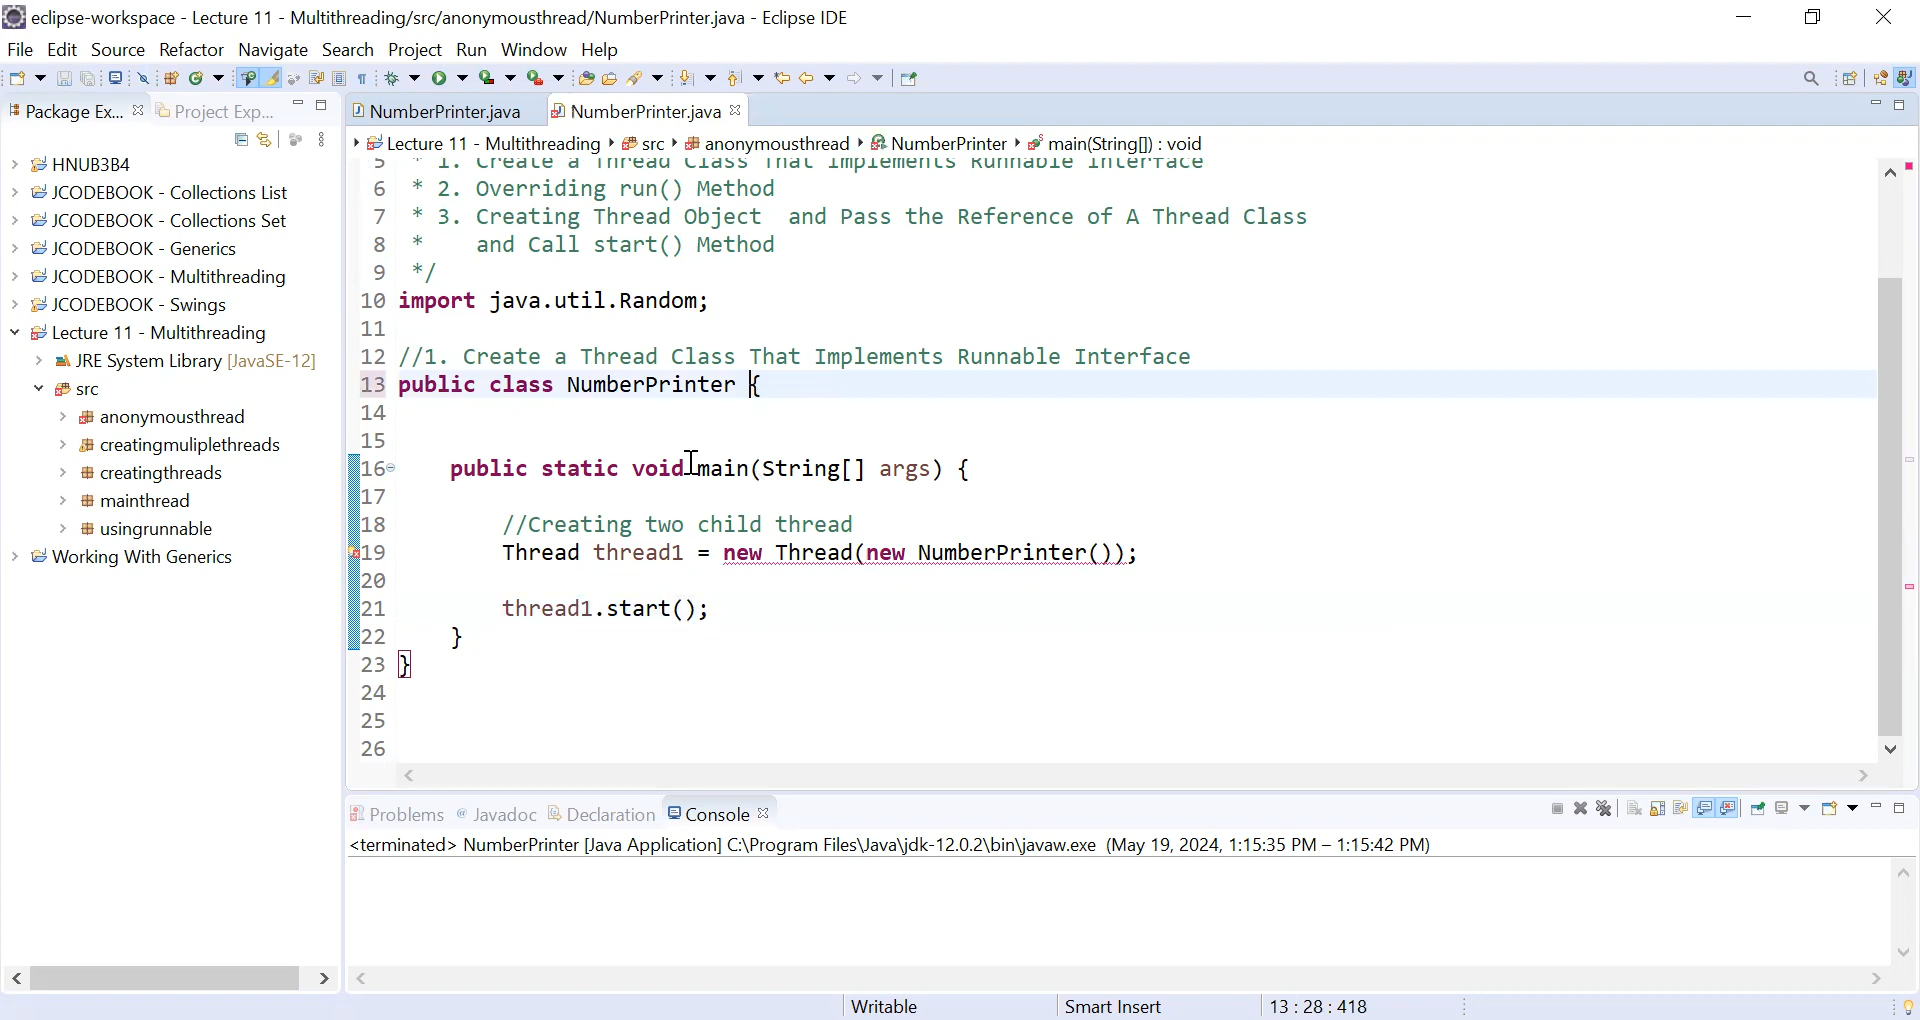 eclipse-workspace - Lecture 11 - Multithreading/src/anonymousthread/NumberPrinter.java - Eclipse IDE
File Edit Source Refactor Navigate Search Project Run Window Help
Package Ex... Project Exp...
NumberPrinter.java NumberPrinter.java
Lecture 11 - Multithreading src anonymousthread NumberPrinter main(String[]) : void
HNUB3B4
JCODEBOOK - Collections List
JCODEBOOK - Collections Set
JCODEBOOK - Generics
JCODEBOOK - Multithreading
JCODEBOOK - Swings
Lecture 11 - Multithreading
JRE System Library [JavaSE-12]
src
anonymousthread
creatingmuliplethreads
creatingthreads
mainthread
usingrunnable
Working With Generics
5 * 1. Create a Thread Class That Implements Runnable Interface
6 * 2. Overriding run() Method
7 * 3. Creating Thread Object  and Pass the Reference of A Thread Class
8 *    and Call start() Method
9 */
10 import java.util.Random;
11
12 //1. Create a Thread Class That Implements Runnable Interface
13 public class NumberPrinter {
14
15
16 public static void main(String[] args) {
17
18 //Creating two child thread
19 Thread thread1 = new Thread(new NumberPrinter());
20
21 thread1.start();
22 }
23 }
24
25
26
Problems Javadoc Declaration Console
<terminated> NumberPrinter [Java Application] C:\Program Files\Java\jdk-12.0.2\bin\javaw.exe (May 19, 2024, 1:15:35 PM – 1:15:42 PM)
Writable Smart Insert 13 : 28 : 418